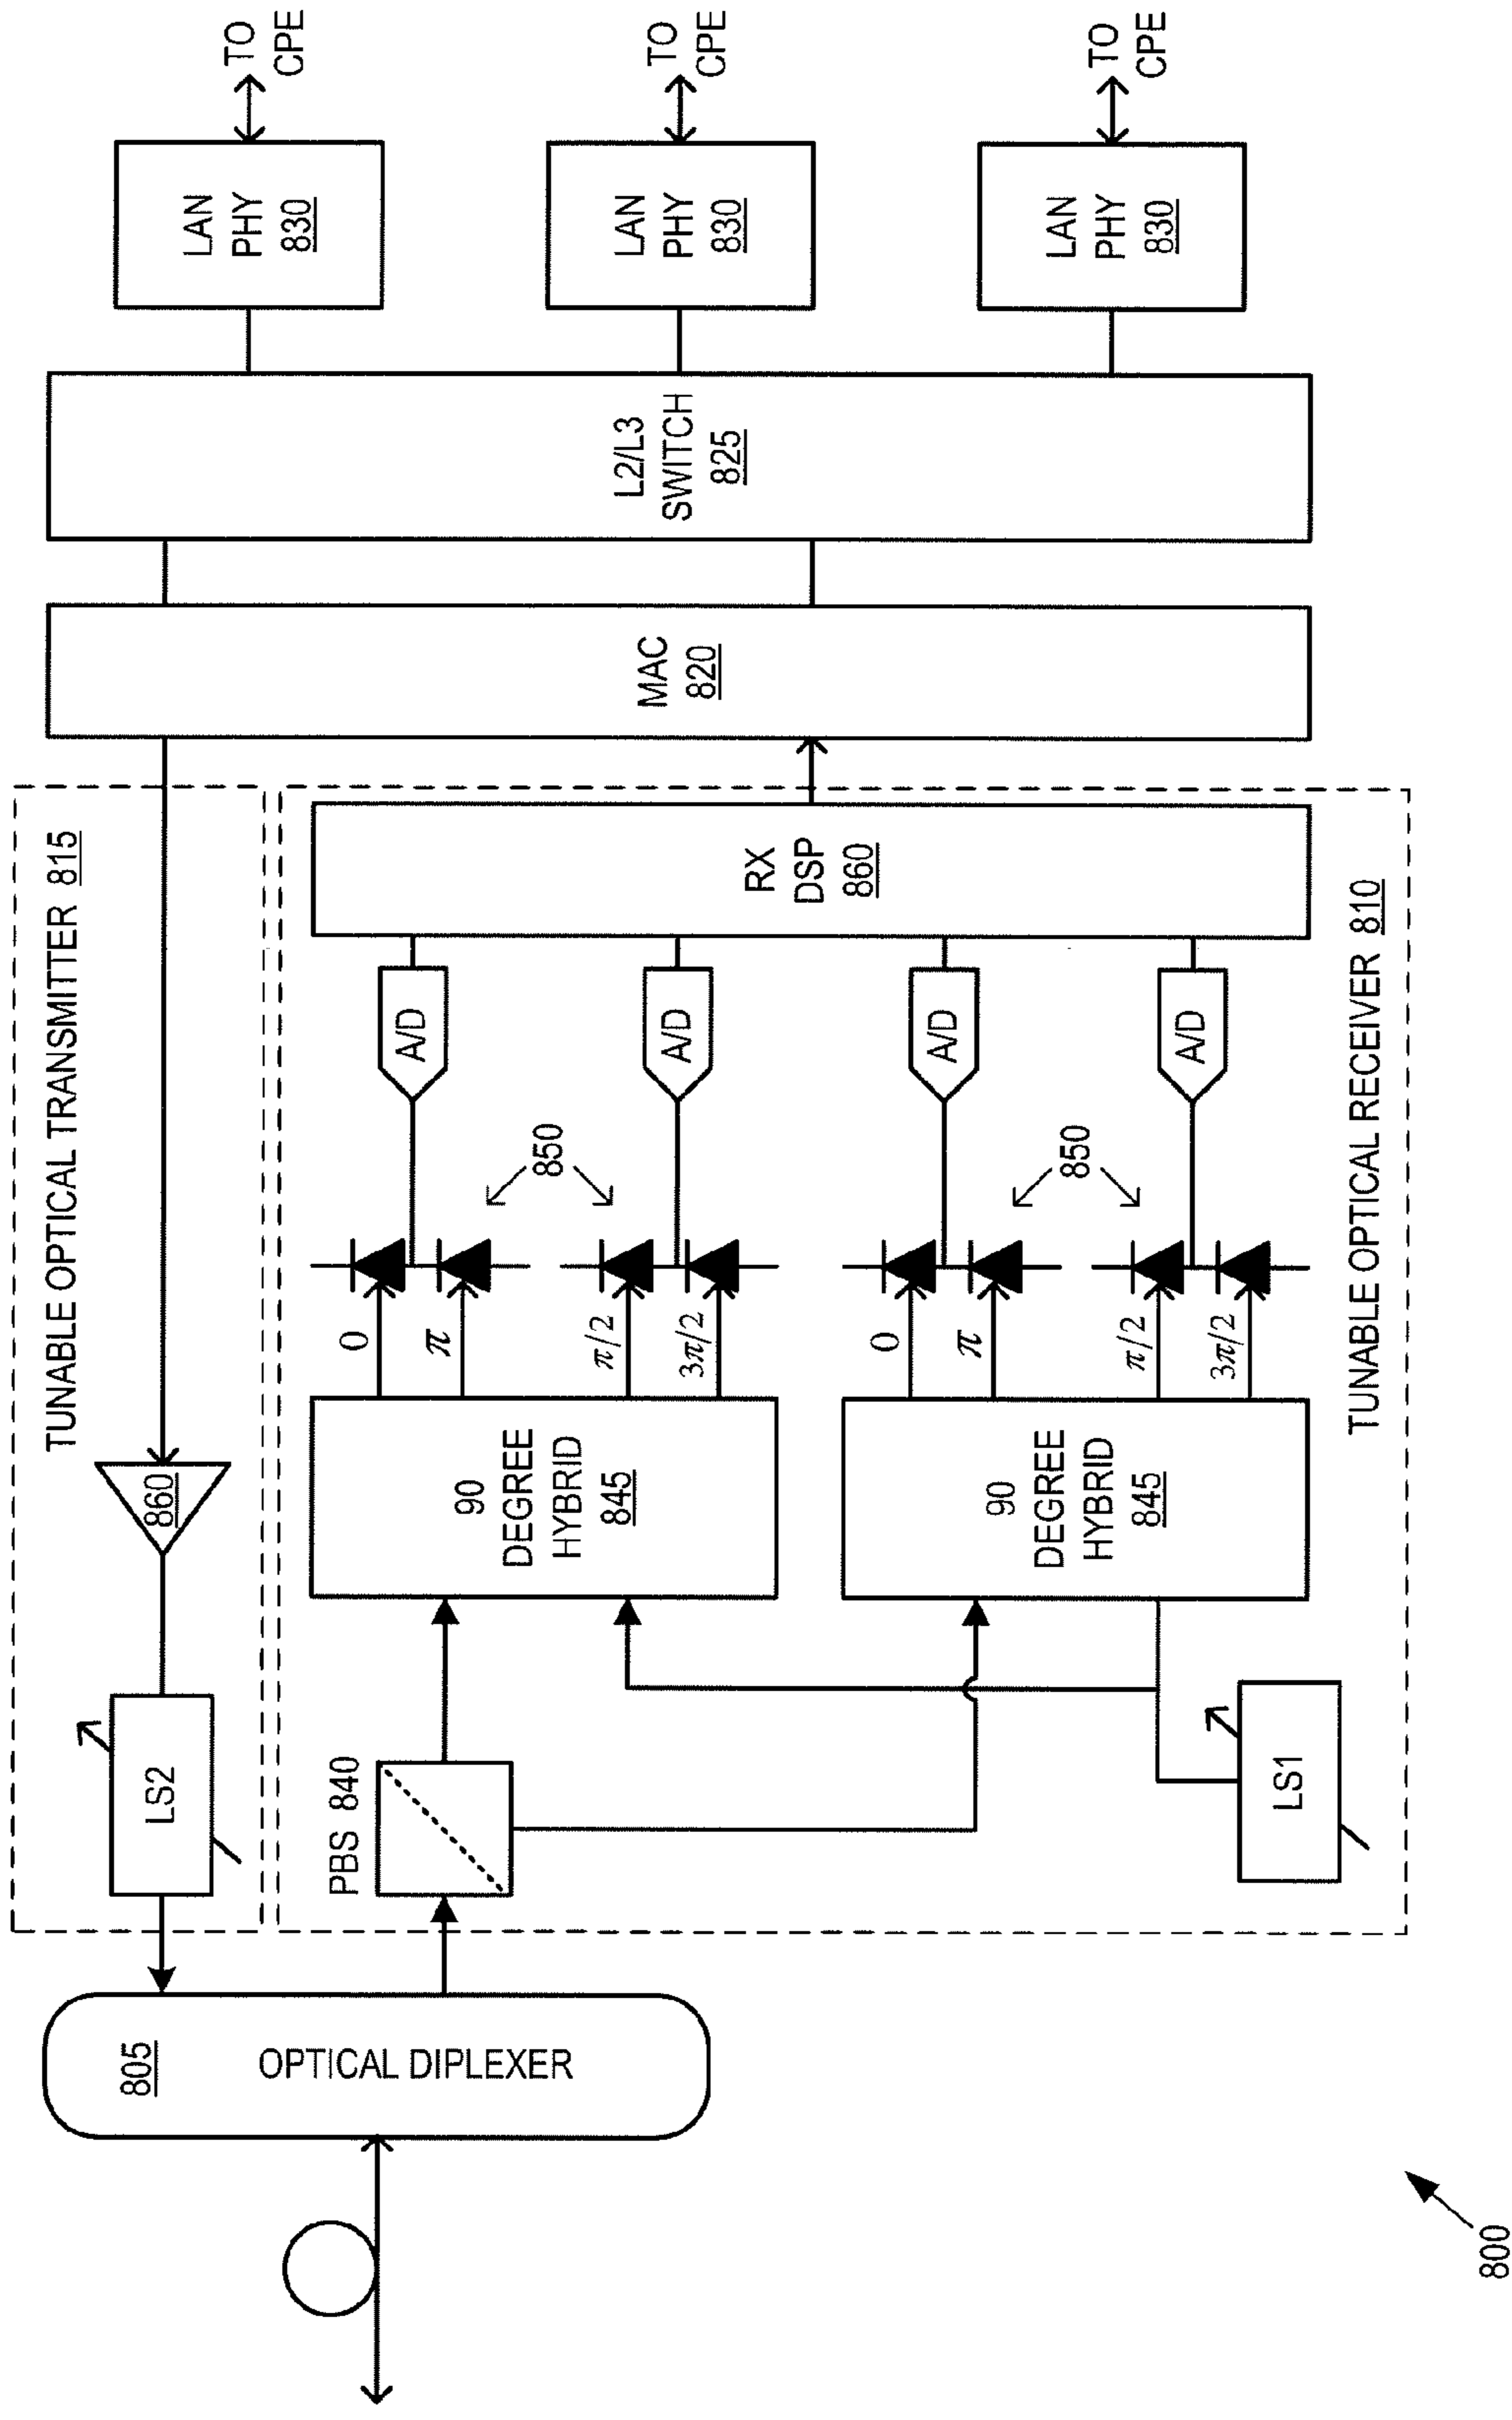 TUNABLE OPTICAL TRANSMITTER 815
LS2
860
805
OPTICAL DIPLEXER
PBS 840
90
DEGREE
HYBRID
845
0
π
π/2
3π/2
850
A/D
A/D
90
DEGREE
HYBRID
845
0
π
π/2
3π/2
850
A/D
A/D
LS1
RX
DSP
860
TUNABLE OPTICAL RECEIVER 810
MAC
820
L2/L3
SWITCH
825
LAN
PHY
830
TO
CPE
LAN
PHY
830
TO
CPE
LAN
PHY
830
TO
CPE
800